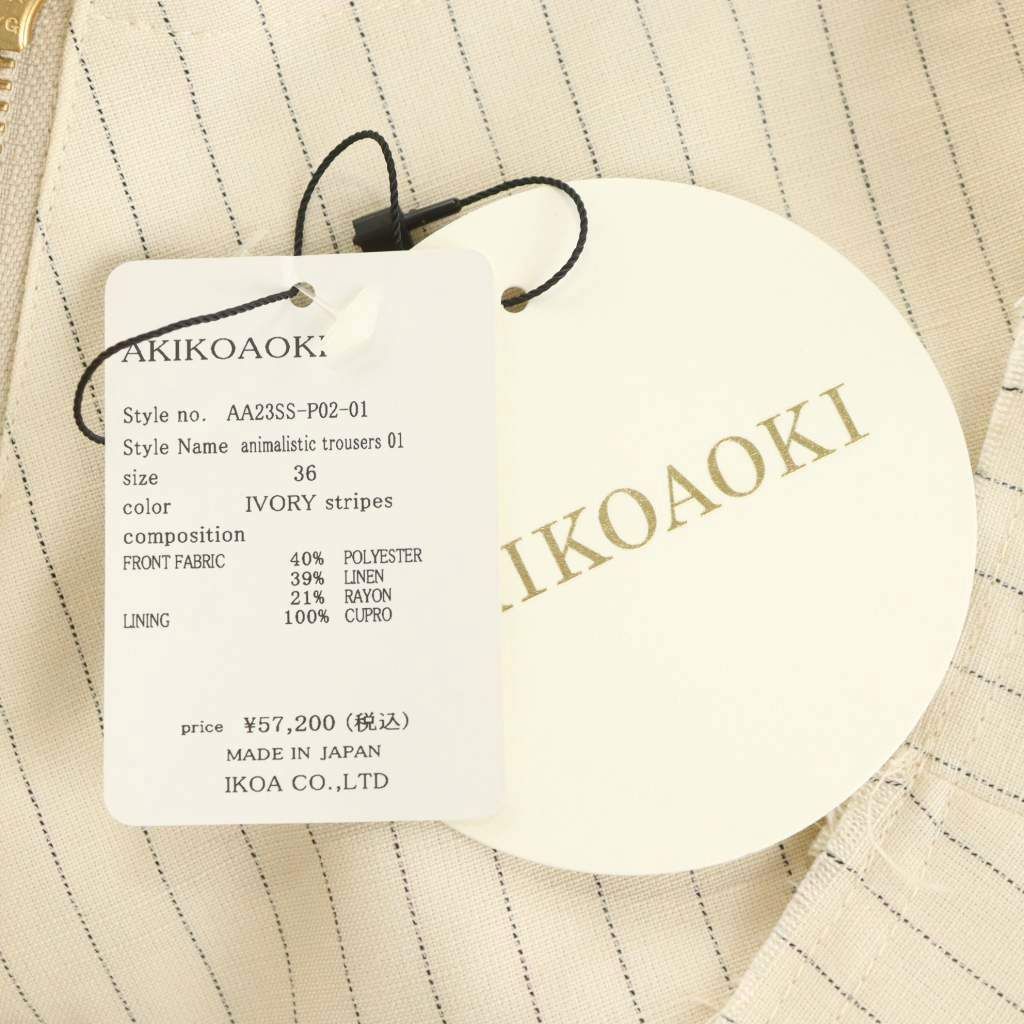 AKIKOAOKI
Style no. AA23SS-P02-01
Style Name animalistic trousers 01
size 36
color IVORY stripes
composition
FRONT FABRIC 40% POLYESTER
39% LINEN
21% RAYON
LINING 100% CUPRO
price ¥57,200 (税込)
MADE IN JAPAN
IKOA CO.,LTD
IKOAOKI